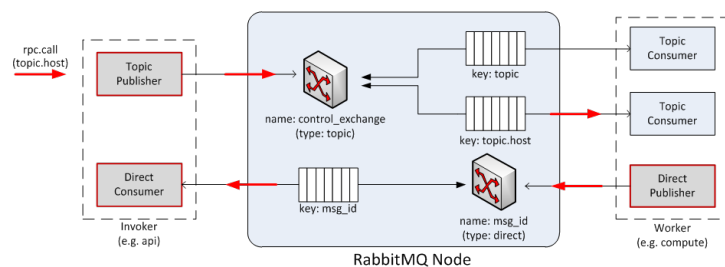 rpc.call
(topic.host)
Topic
Publisher
name: control_exchange
(type: topic)
key: topic
key: topic.host
Topic
Consumer
Topic
Consumer
Direct
Consumer
key: msg_id
name: msg_id
(type: direct)
Direct
Publisher
Invoker
(e.g. api)
Worker
(e.g. compute)
RabbitMQ Node